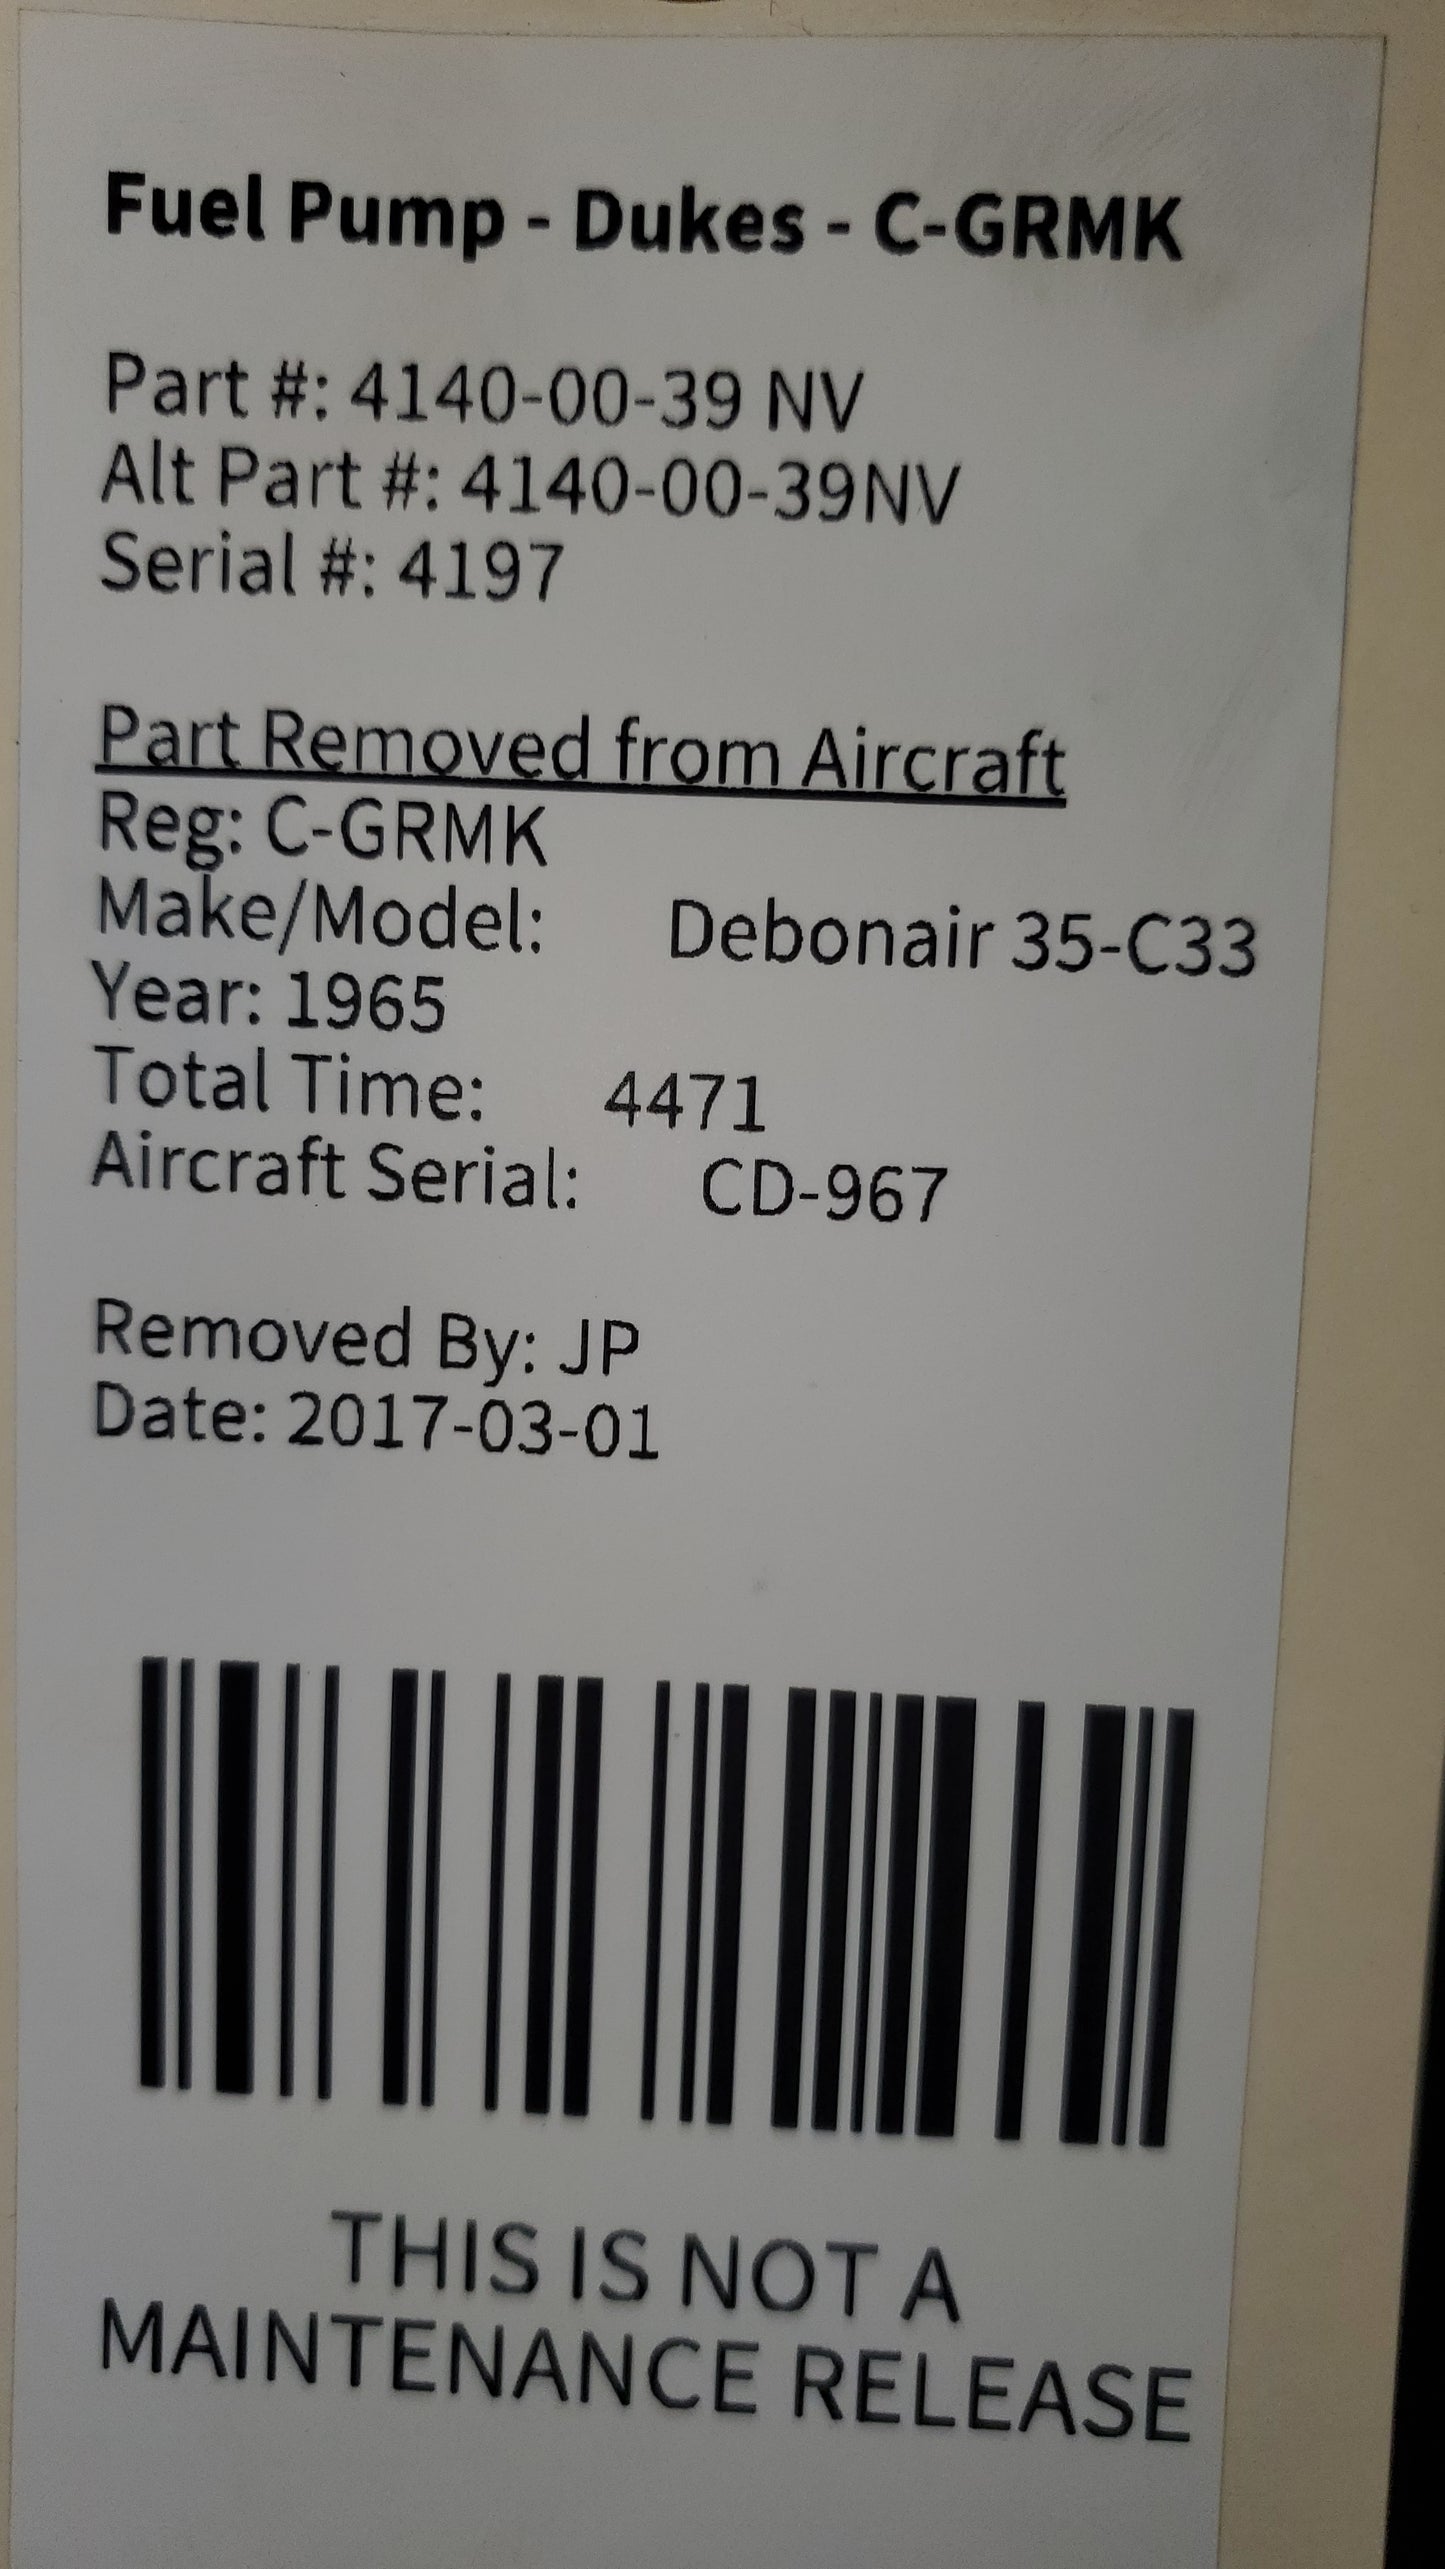 Fuel Pump - Dukes - C-GRMK
Part #: 4140-00-39 NV
Alt Part #: 4140-00-39NV
Serial #: 4197
Part Removed from Aircraft
Reg: C-GRMK
Make/Model: Debonair 35-C33
Year: 1965
Total Time: 4471
Aircraft Serial: CD-967
Removed By: JP
Date: 2017-03-01
THIS IS NOT A
MAINTENANCE RELEASE